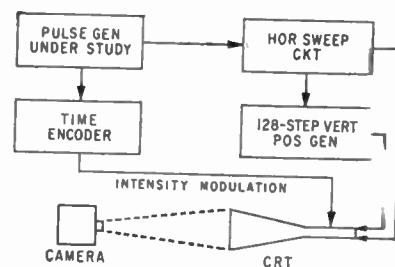 PULSE GEN
UNDER STUDY
HOR SWEEP
CKT
TIME
ENCODER
128-STEP VERT
POS GEN
INTENSITY MODULATION
CAMERA
CRT